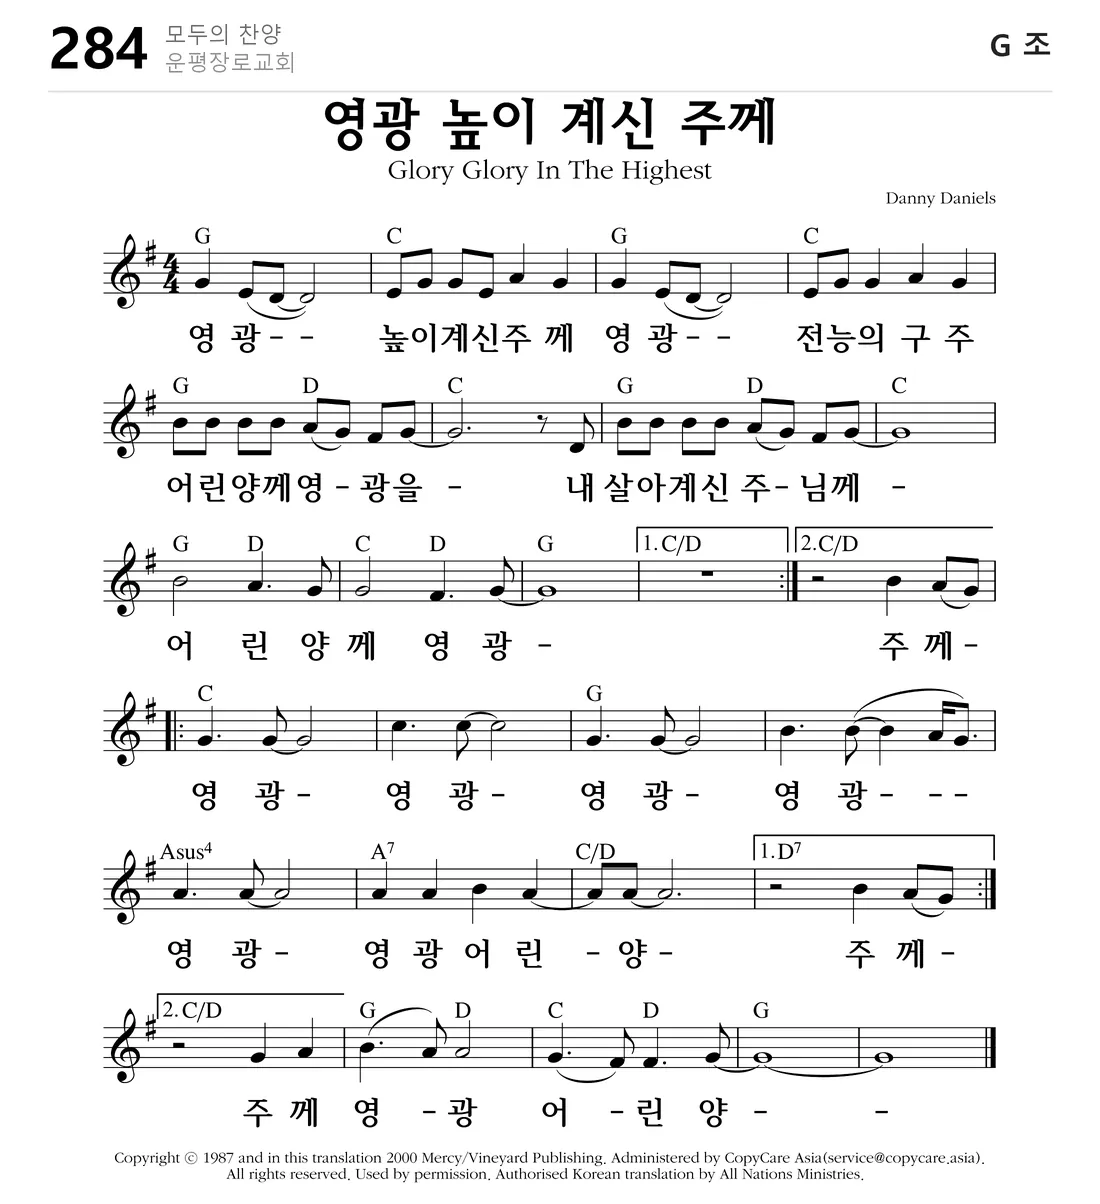 284 모두의 찬양
운평장로교회
G 조
영광 높이 계신 주께
Glory Glory In The Highest
Danny Daniels
G C G C
4 4
영 광 - - 높이계신주 께 영 광 - - 전능의 구 주
G D C G D C
어린양께영 - 광을 - 내 살아계신 주 - 님께 -
G D C D G 1. C/D 2. C/D
어 린 양 께 영 광 - 주 께 -
C G
영 광 - 영 광 - 영 광 - 영 광 - - -
Asus4 A7 C/D 1. D7
영 광 - 영 광 어 린 - 양 - 주 께 -
2. C/D G D C D G
주 께 영 - 광 어 - 린 양 - -
Copyright ⓒ 1987 and in this translation 2000 Mercy/Vineyard Publishing. Administered by CopyCare Asia(service@copycare.asia).
All rights reserved. Used by permission. Authorised Korean translation by All Nations Ministries.